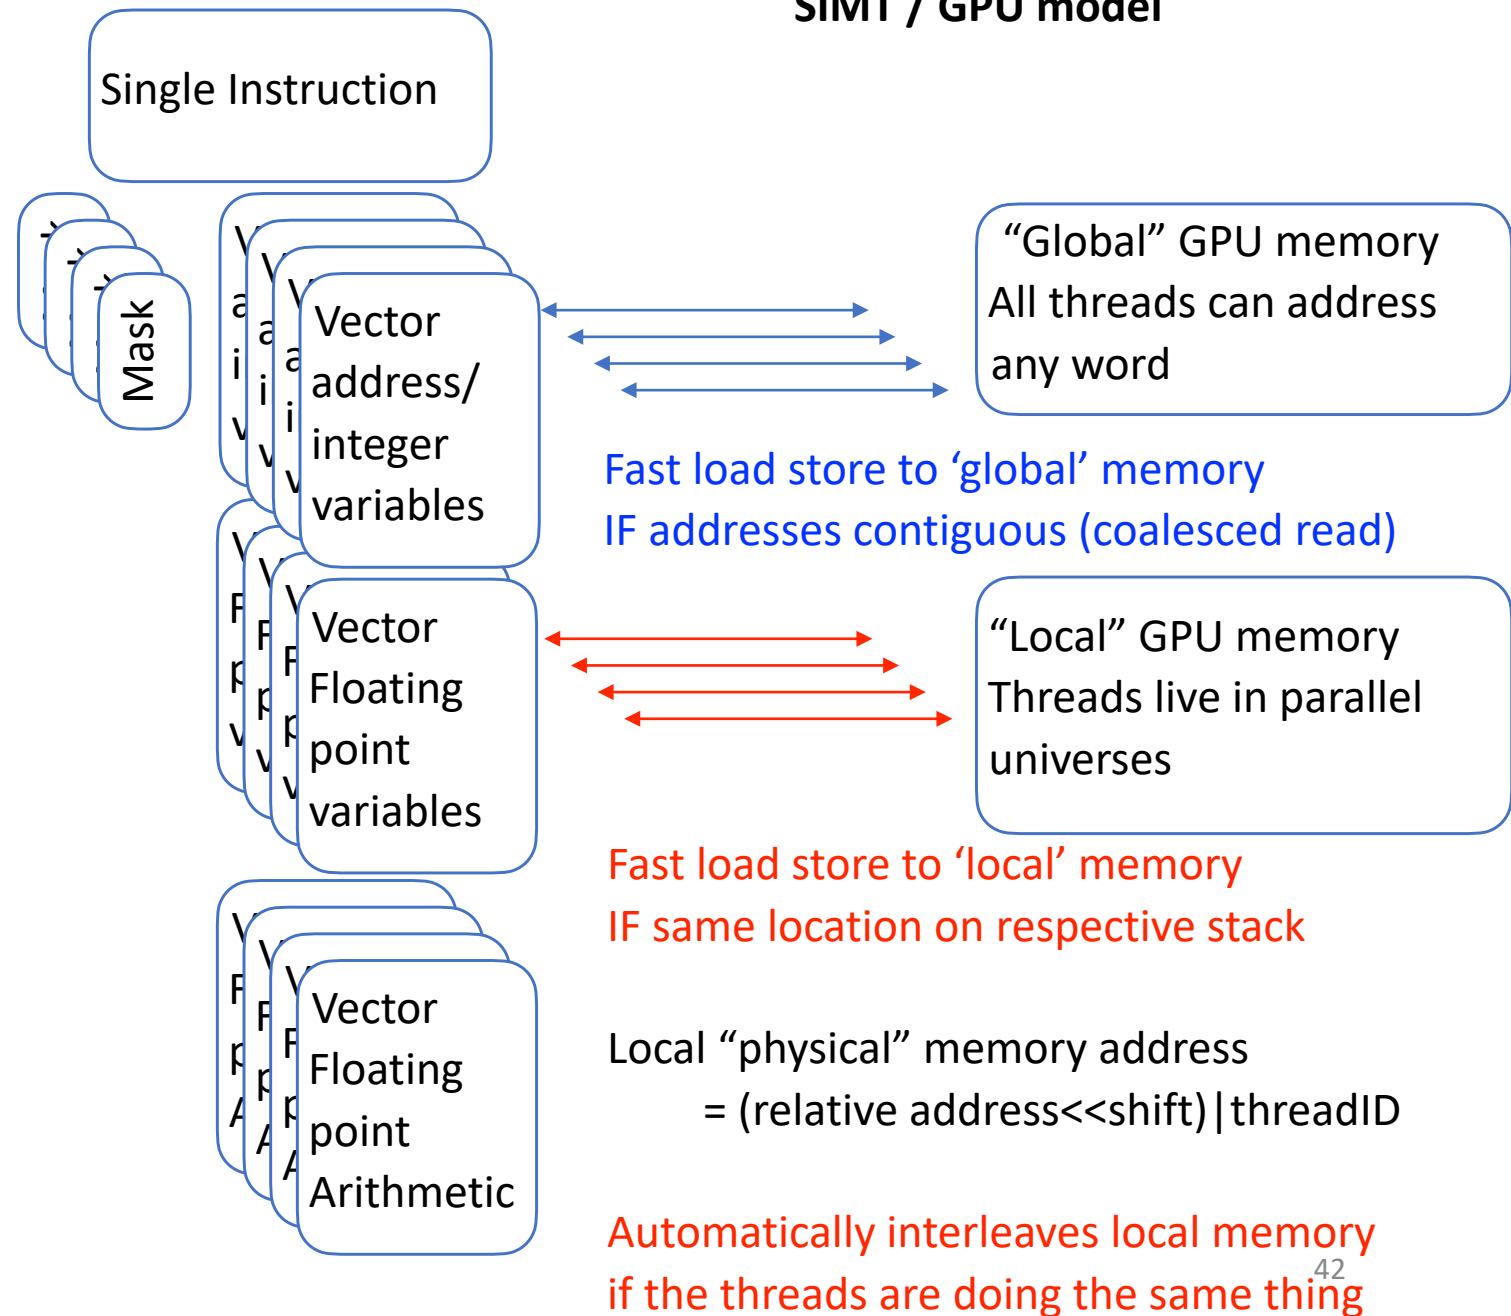 SIMT / GPU model
Single Instruction
Mask
Vector
address/
integer
variables
Vector
Floating
point
variables
Vector
Floating
point
Arithmetic
“Global” GPU memory
All threads can address
any word
Fast load store to ‘global’ memory
IF addresses contiguous (coalesced read)
“Local” GPU memory
Threads live in parallel
universes
Fast load store to ‘local’ memory
IF same location on respective stack
Local “physical” memory address
= (relative address<<shift)|threadID
Automatically interleaves local memory
if the threads are doing the same thing
42